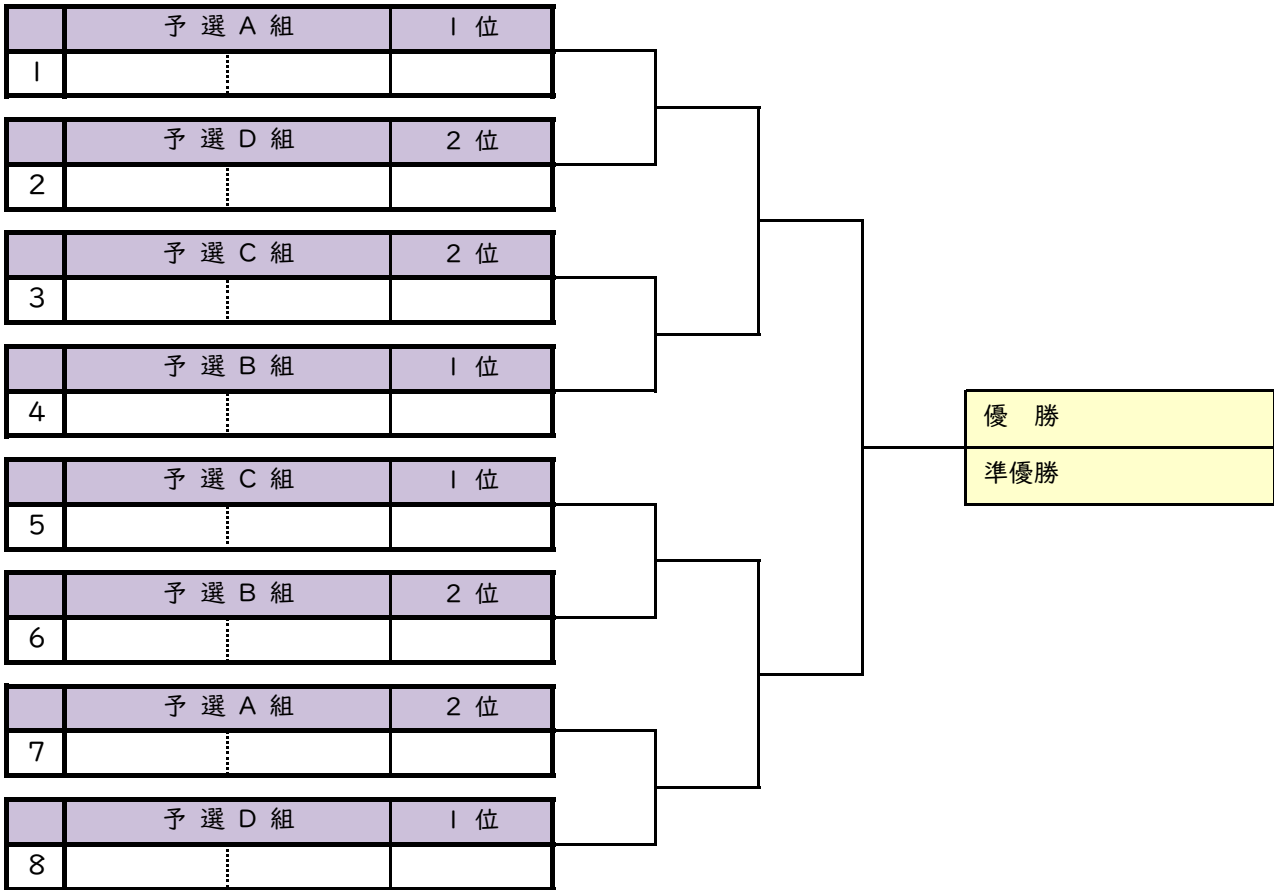 予 選 A 組 1 位
1
予 選 D 組 2 位
2
予 選 C 組 2 位
3
予 選 B 組 1 位
4
予 選 C 組 1 位
5
予 選 B 組 2 位
6
予 選 A 組 2 位
7
予 選 D 組 1 位
8
優　勝
準優勝